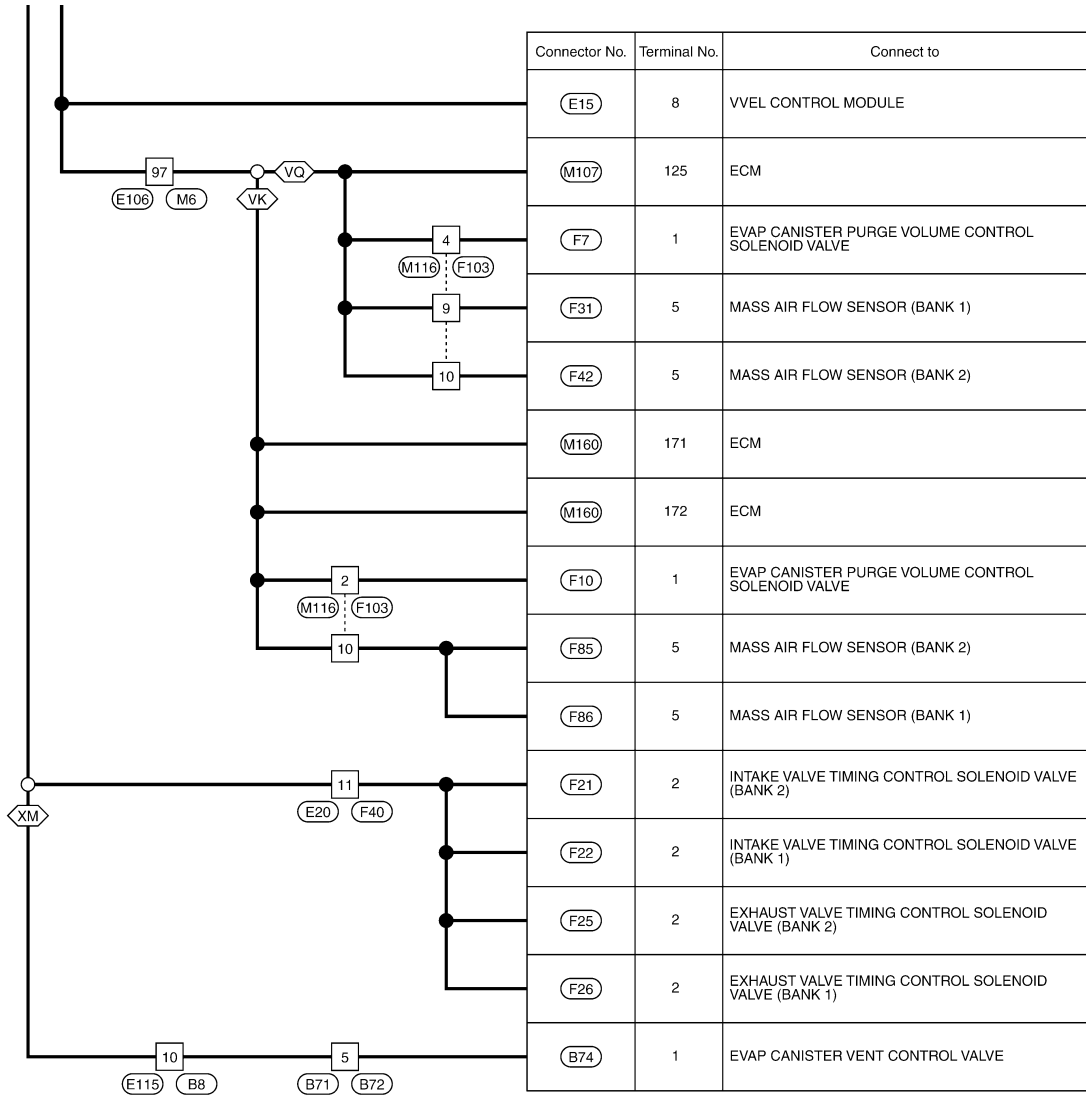 Connector No. Terminal No. Connect to
E15 8 VVEL CONTROL MODULE
97 VQ M107 125 ECM
E106 M6 VK
4 F7 1 EVAP CANISTER PURGE VOLUME CONTROL
SOLENOID VALVE
M116 F103
9 F31 5 MASS AIR FLOW SENSOR (BANK 1)
10 F42 5 MASS AIR FLOW SENSOR (BANK 2)
M160 171 ECM
M160 172 ECM
2 F10 1 EVAP CANISTER PURGE VOLUME CONTROL
SOLENOID VALVE
M116 F103
10 F85 5 MASS AIR FLOW SENSOR (BANK 2)
F86 5 MASS AIR FLOW SENSOR (BANK 1)
11 F21 2 INTAKE VALVE TIMING CONTROL SOLENOID VALVE
(BANK 2)
XM E20 F40
F22 2 INTAKE VALVE TIMING CONTROL SOLENOID VALVE
(BANK 1)
F25 2 EXHAUST VALVE TIMING CONTROL SOLENOID
VALVE (BANK 2)
F26 2 EXHAUST VALVE TIMING CONTROL SOLENOID
VALVE (BANK 1)
10 5 B74 1 EVAP CANISTER VENT CONTROL VALVE
E115 B8 B71 B72